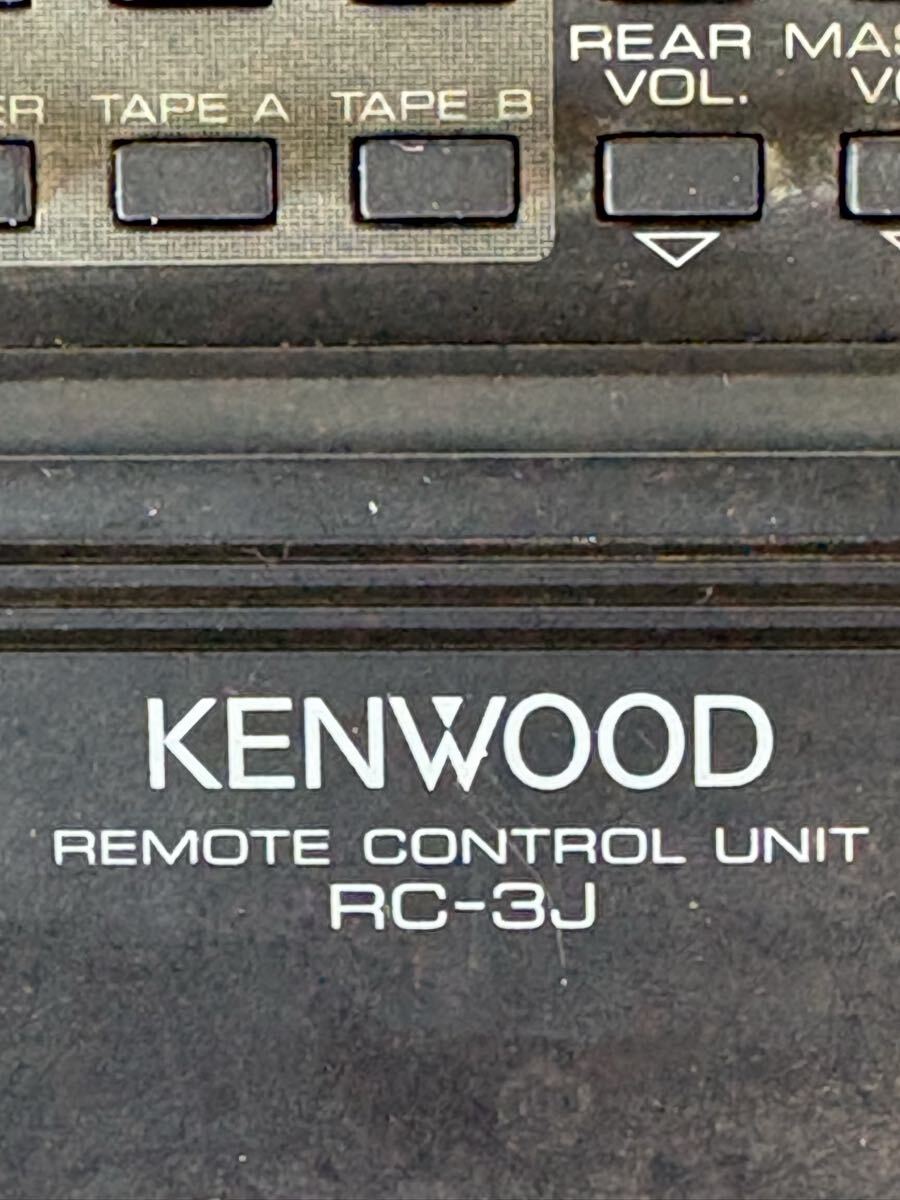 REAR
VOL.
TAPE A TAPE B
KENWOOD
REMOTE CONTROL UNIT
RC-3J